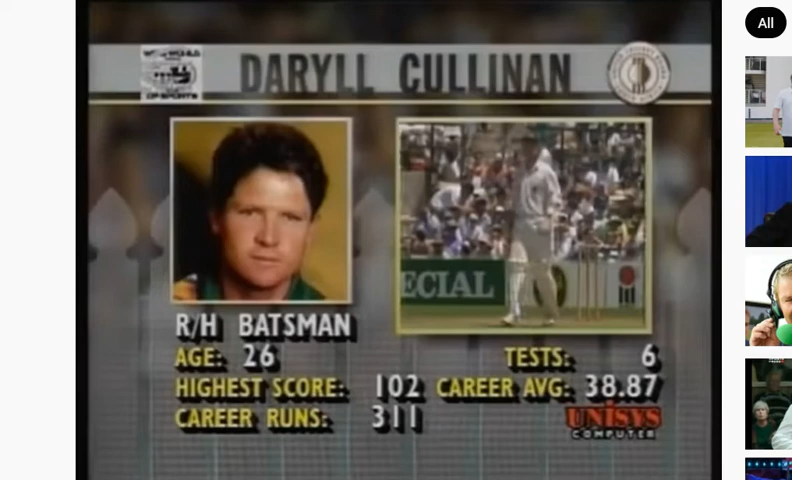 All
DARYLL CULLINAN
ECIAL
R/H BATSMAN
AGE: 26
TESTS: 6
HIGHEST SCORE: 102
CAREER AVG: 38.87
CAREER RUNS: 311
UNISYS
COMPUTER